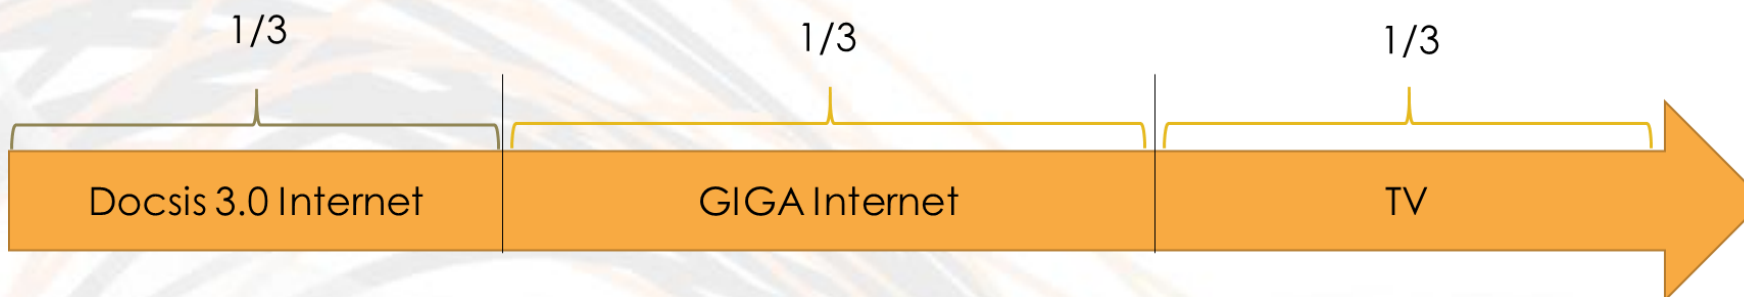 1/3
1/3
1/3
Docsis 3.0 Internet
GIGA Internet
TV